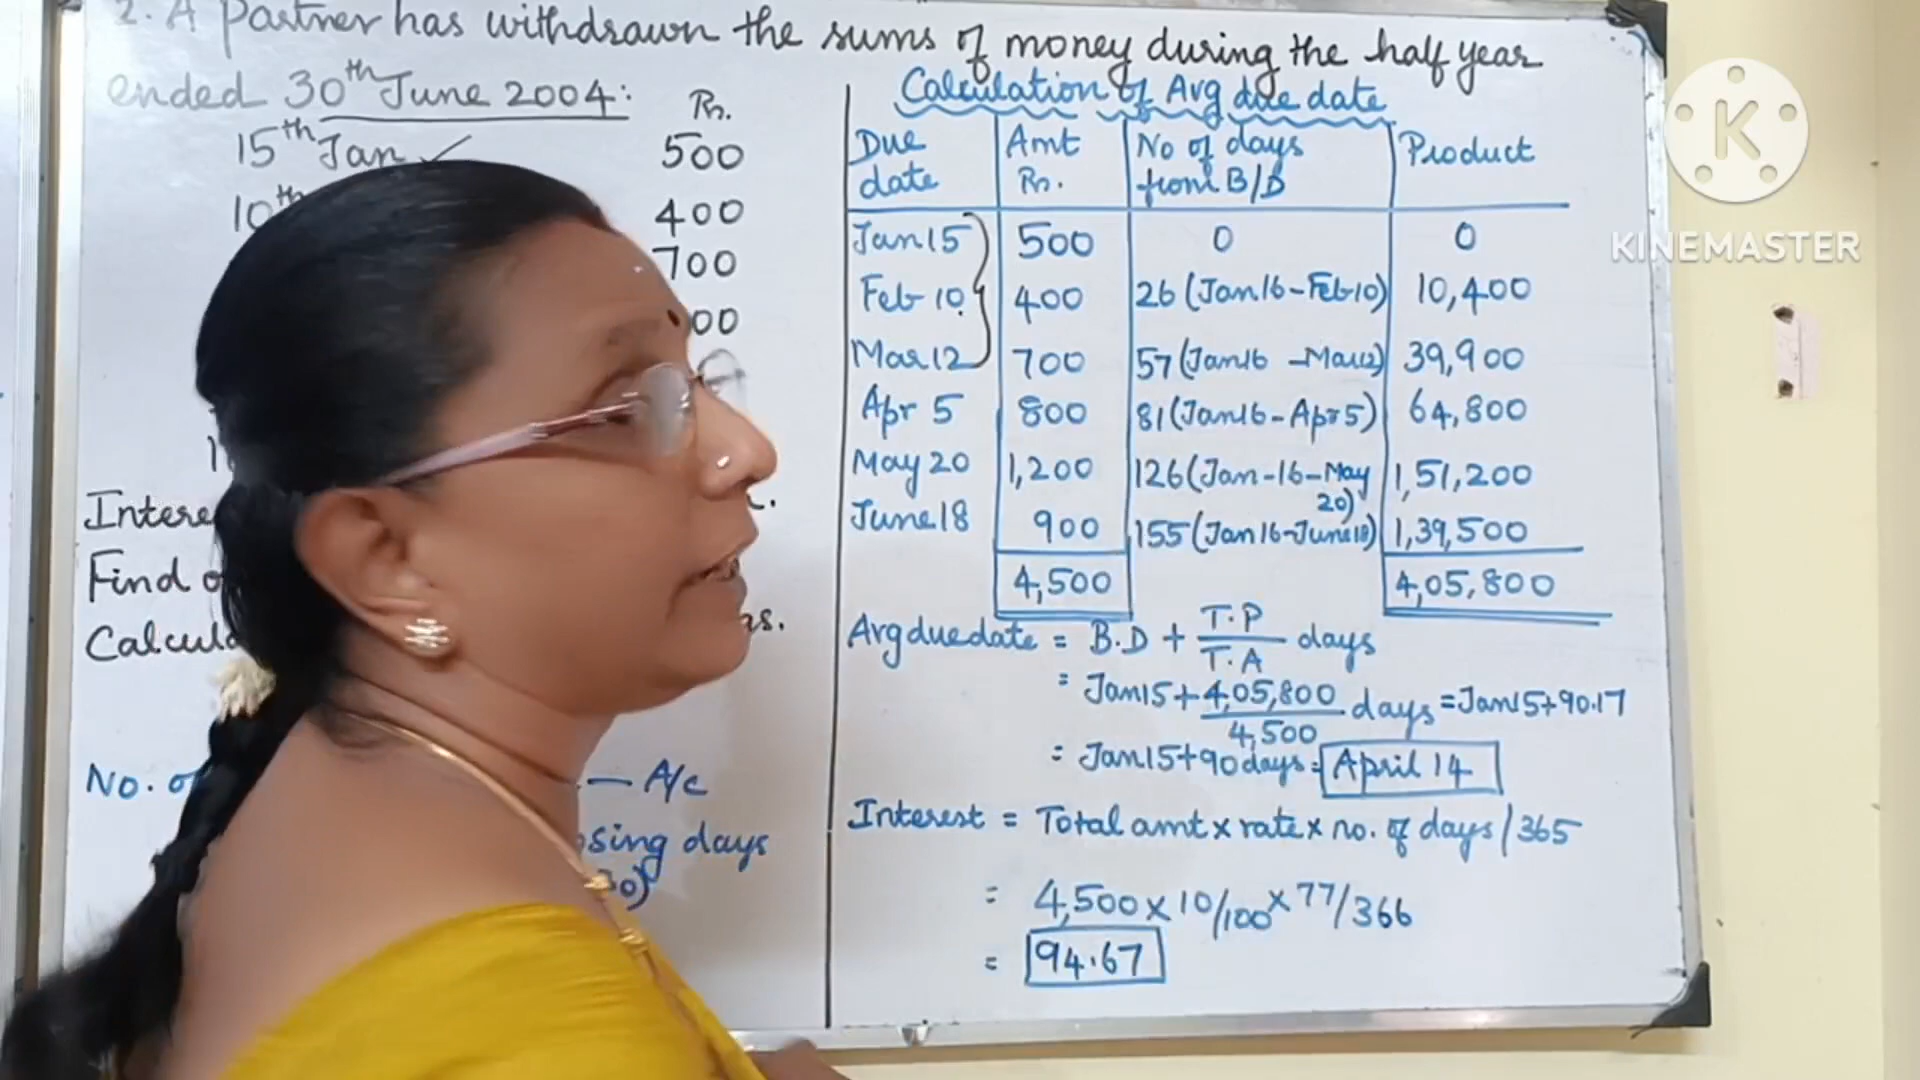 2. A Partner has withdrawn the sums of money during the half year
ended 30th June 2004:
Rs.
15th Jan ✓ 500
10th 400
700
00
Intere
Find o
Calcula
No. of — A/c
sing days
30)
Calculation of Avg due date
Due date Amt Rs. No of days from B/D Product
Jan 15 500 0 0
Feb 10 400 26 (Jan 16 - Feb 10) 10,400
Mar 12 700 57 (Jan 16 - Mar 12) 39,900
Apr 5 800 81 (Jan 16 - Apr 5) 64,800
May 20 1,200 126 (Jan - 16 - May 20) 1,51,200
June 18 900 155 (Jan 16 - June 18) 1,39,500
4,500 4,05,800
Avg due date = B.D + T.P / T.A days
= Jan 15 + 4,05,800 / 4,500 days = Jan 15 + 90.17
= Jan 15 + 90 days = April 14
Interest = Total amt x rate x no. of days / 365
= 4,500 x 10/100 x 77/366
= 94.67
K
KINEMASTER